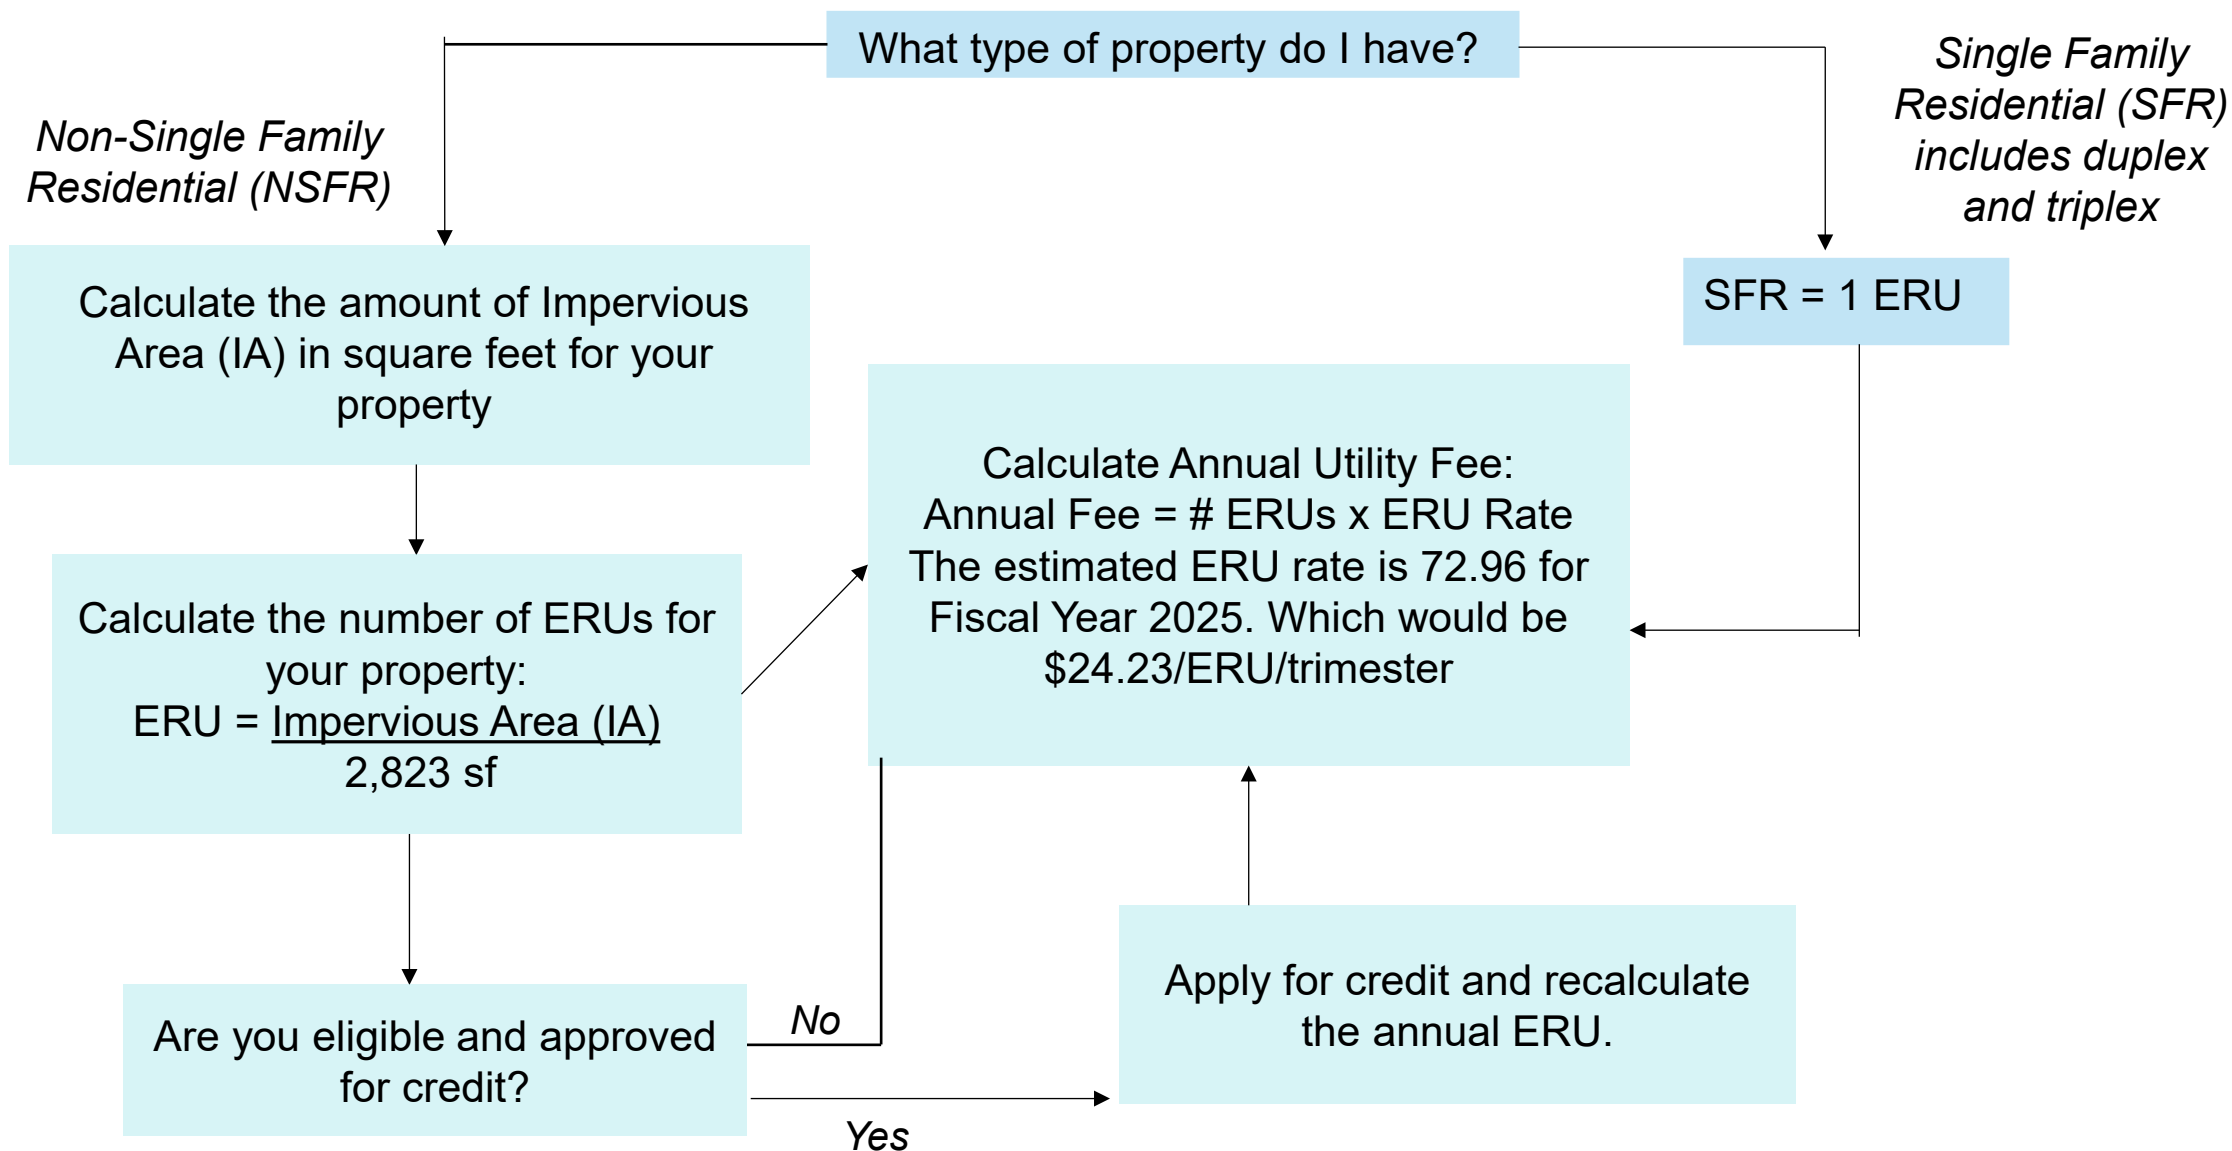 What type of property do I have?
Non-Single Family
Residential (NSFR)
Single Family
Residential (SFR)
includes duplex
and triplex
Calculate the amount of Impervious
Area (IA) in square feet for your
property
SFR = 1 ERU
Calculate the number of ERUs for
your property:
ERU = Impervious Area (IA)
2,823 sf
Calculate Annual Utility Fee:
Annual Fee = # ERUs x ERU Rate
The estimated ERU rate is 72.96 for
Fiscal Year 2025. Which would be
$24.23/ERU/trimester
Are you eligible and approved
for credit?
No
Yes
Apply for credit and recalculate
the annual ERU.